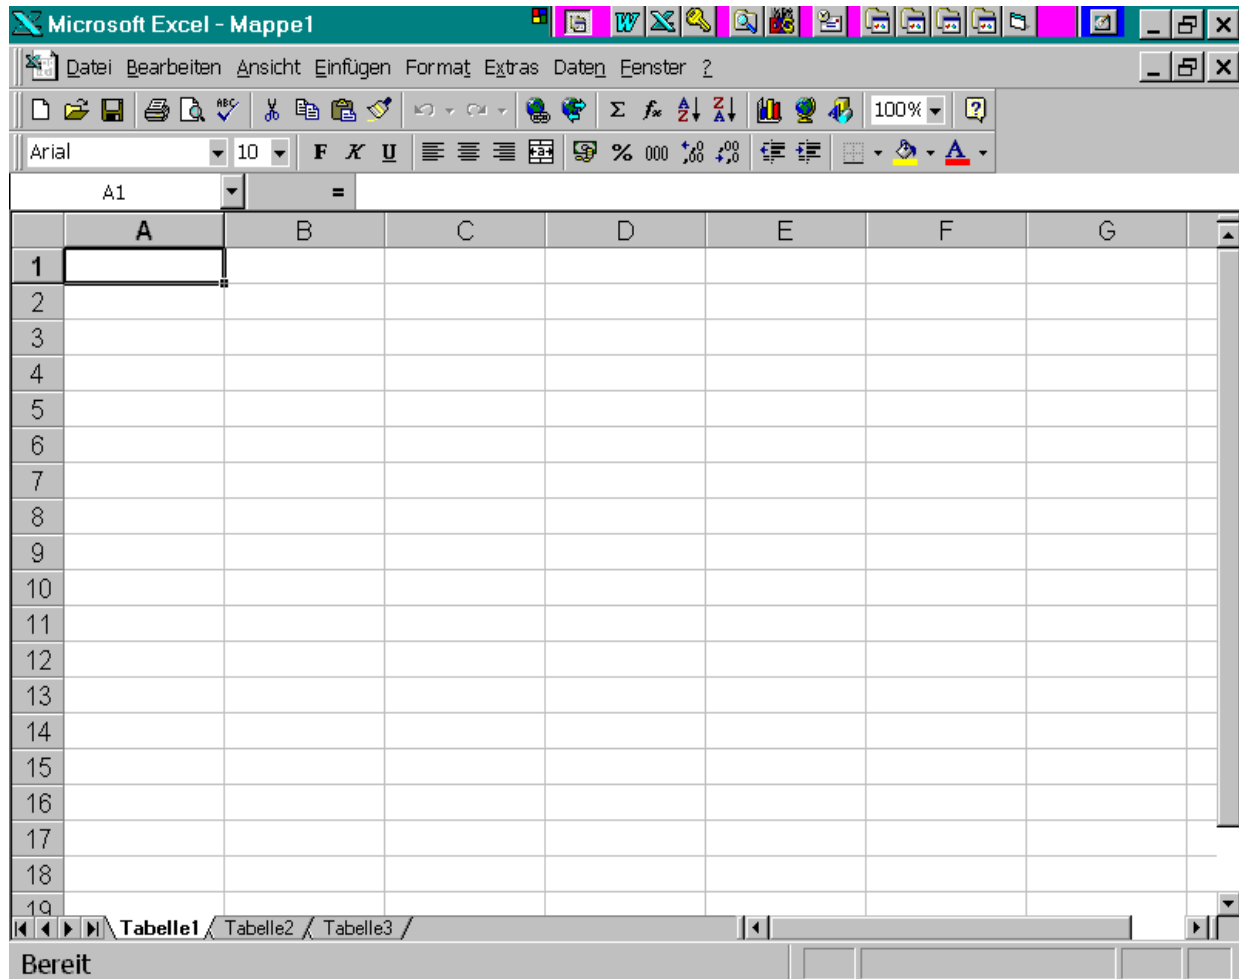 Microsoft Excel - Mappe1
Datei Bearbeiten Ansicht Einfügen Format Extras Daten Fenster ?
100%
Arial 10 F K U % 000
A1 =
A B C D E F G
1
2
3
4
5
6
7
8
9
10
11
12
13
14
15
16
17
18
19
Tabelle1 Tabelle2 Tabelle3
Bereit